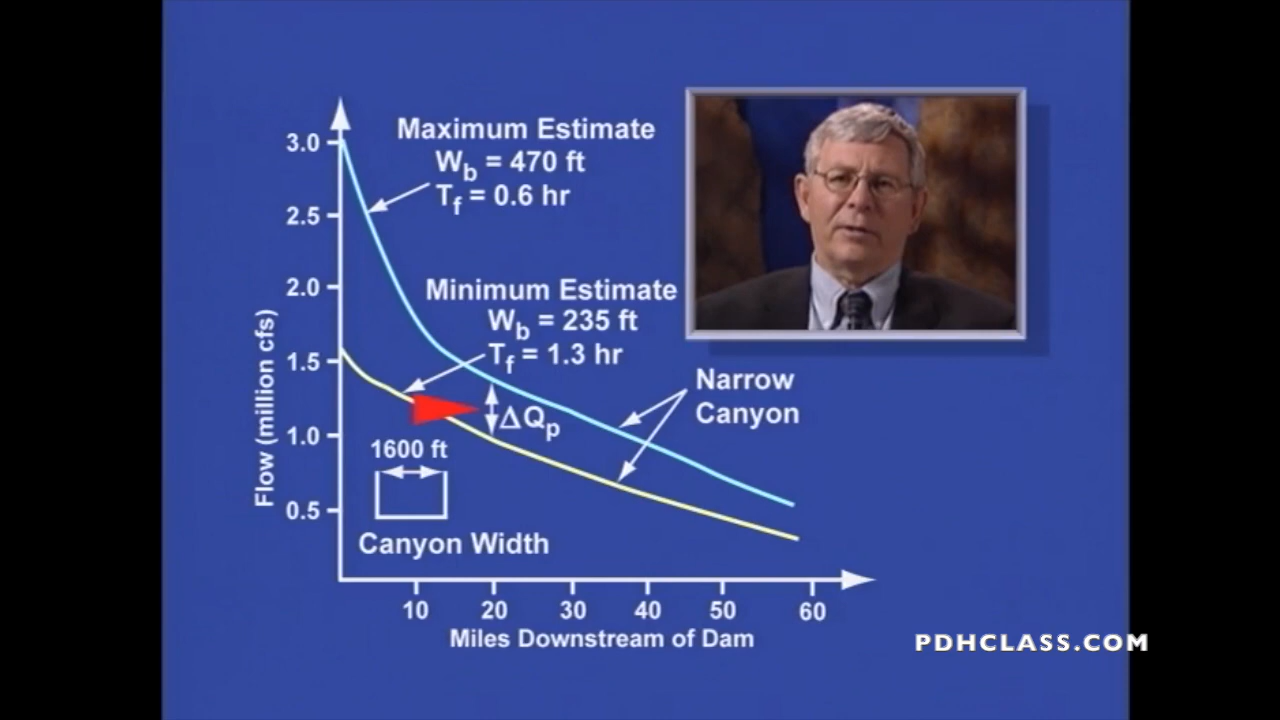 3.0
Maximum Estimate
Wb = 470 ft
Tf = 0.6 hr
2.5
2.0
Minimum Estimate
Wb = 235 ft
Tf = 1.3 hr
1.5
Narrow
Canyon
ΔQp
1.0
1600 ft
0.5
Canyon Width
Flow (million cfs)
10 20 30 40 50 60
Miles Downstream of Dam
PDHCLASS.COM